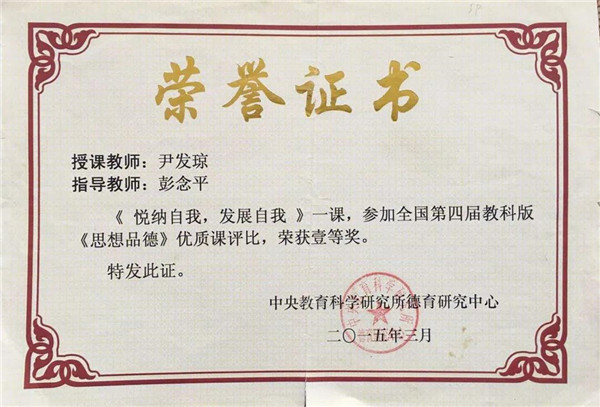 荣誉证书
授课教师：尹发琼
指导教师：彭念平
《 悦纳自我，发展自我 》一课，参加全国第四届教科版
《思想品德》优质课评比，荣获壹等奖。
特发此证。
中央教育科学研究所德育研究中心
二〇一五年三月